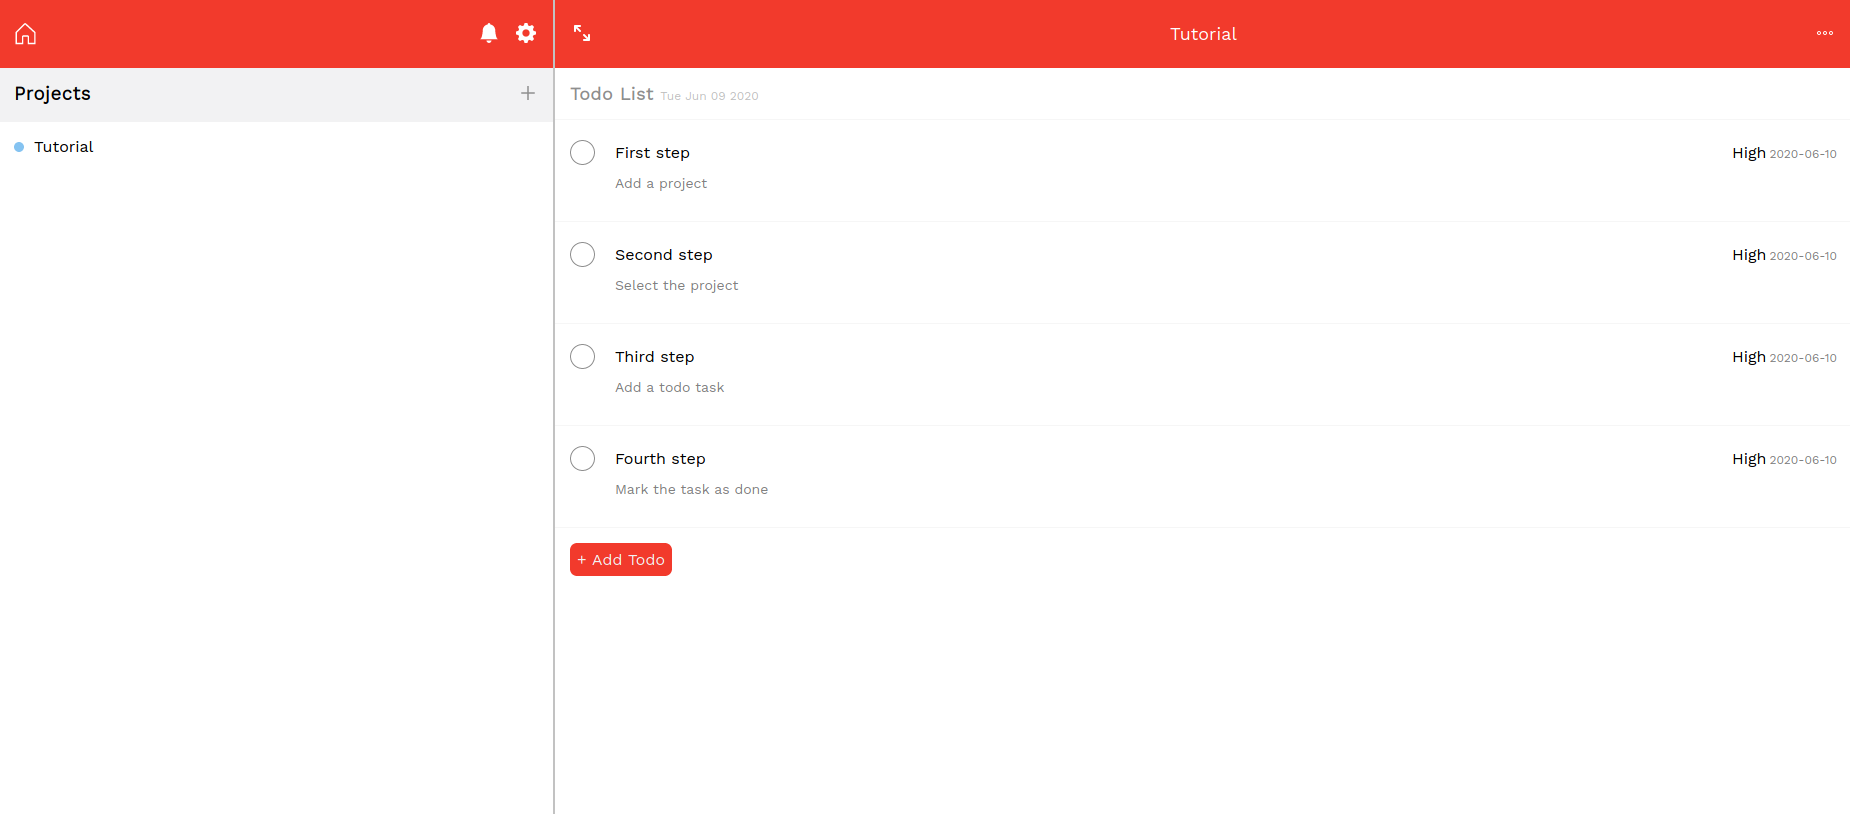 Projects
Tutorial
Tutorial
Todo List Tue Jun 09 2020
First step High 2020-06-10
Add a project
Second step High 2020-06-10
Select the project
Third step High 2020-06-10
Add a todo task
Fourth step High 2020-06-10
Mark the task as done
+ Add Todo